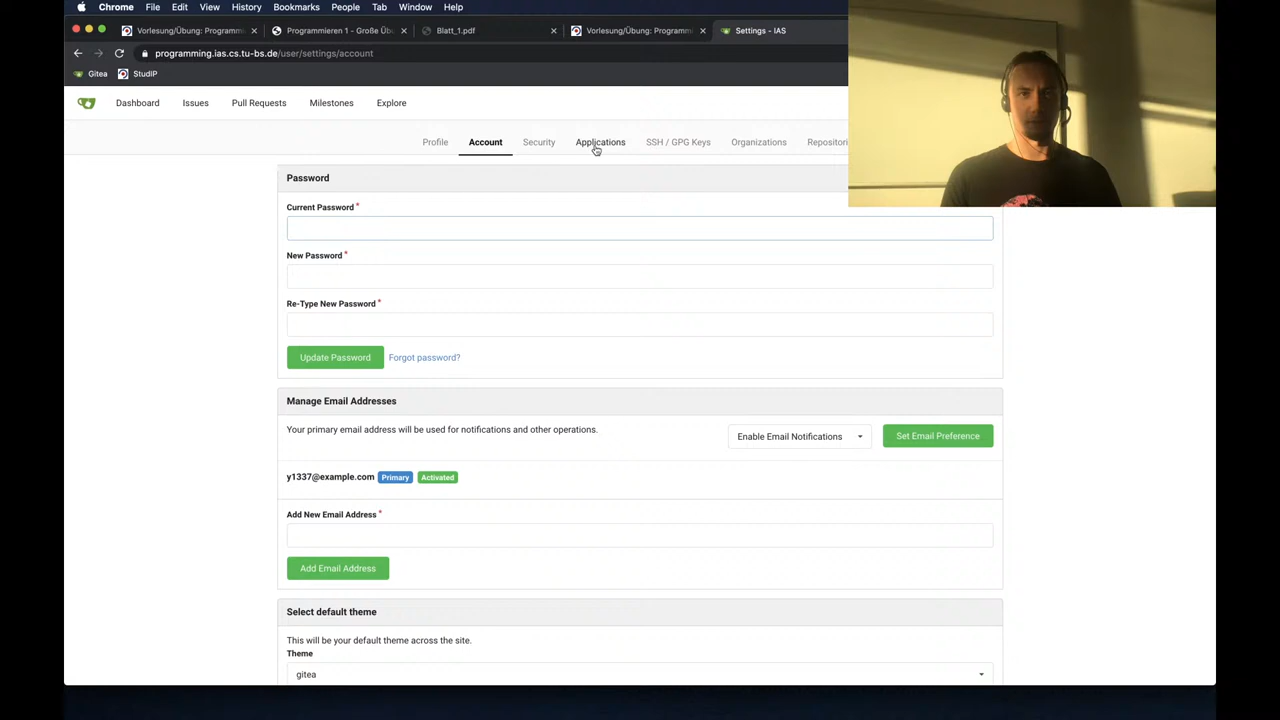 Chrome File Edit View History Bookmarks People Tab Window Help
Vorlesung/Übung: Programm Programmieren 1 - Große Üb Blatt_1.pdf Vorlesung/Übung: Programm Settings - IAS
programming.ias.cs.tu-bs.de/user/settings/account
Gitea StudIP
Dashboard Issues Pull Requests Milestones Explore
Profile Account Security Applications SSH / GPG Keys Organizations Repositori
Password
Current Password *
New Password *
Re-Type New Password *
Update Password Forgot password?
Manage Email Addresses
Your primary email address will be used for notifications and other operations.
Enable Email Notifications Set Email Preference
y1337@example.com Primary Activated
Add New Email Address *
Add Email Address
Select default theme
This will be your default theme across the site.
Theme
gitea